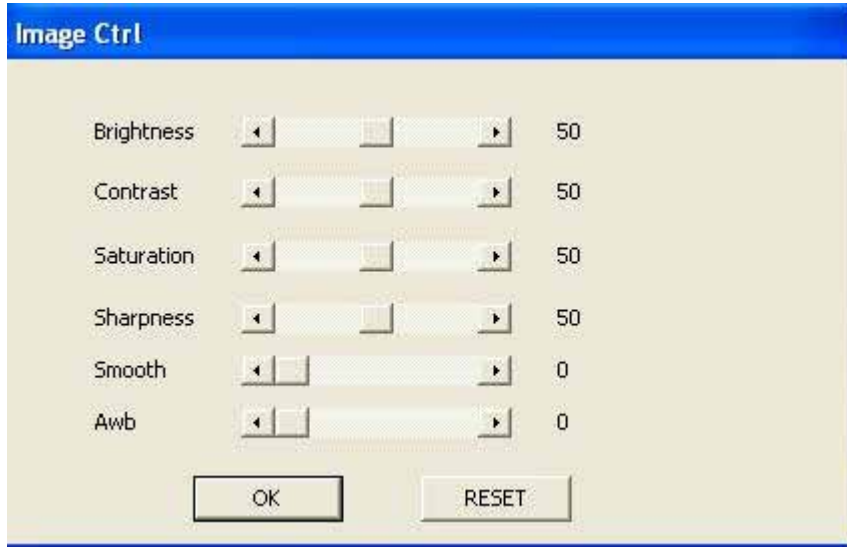 Image Ctrl
Brightness 50
Contrast 50
Saturation 50
Sharpness 50
Smooth 0
Awb 0
OK RESET